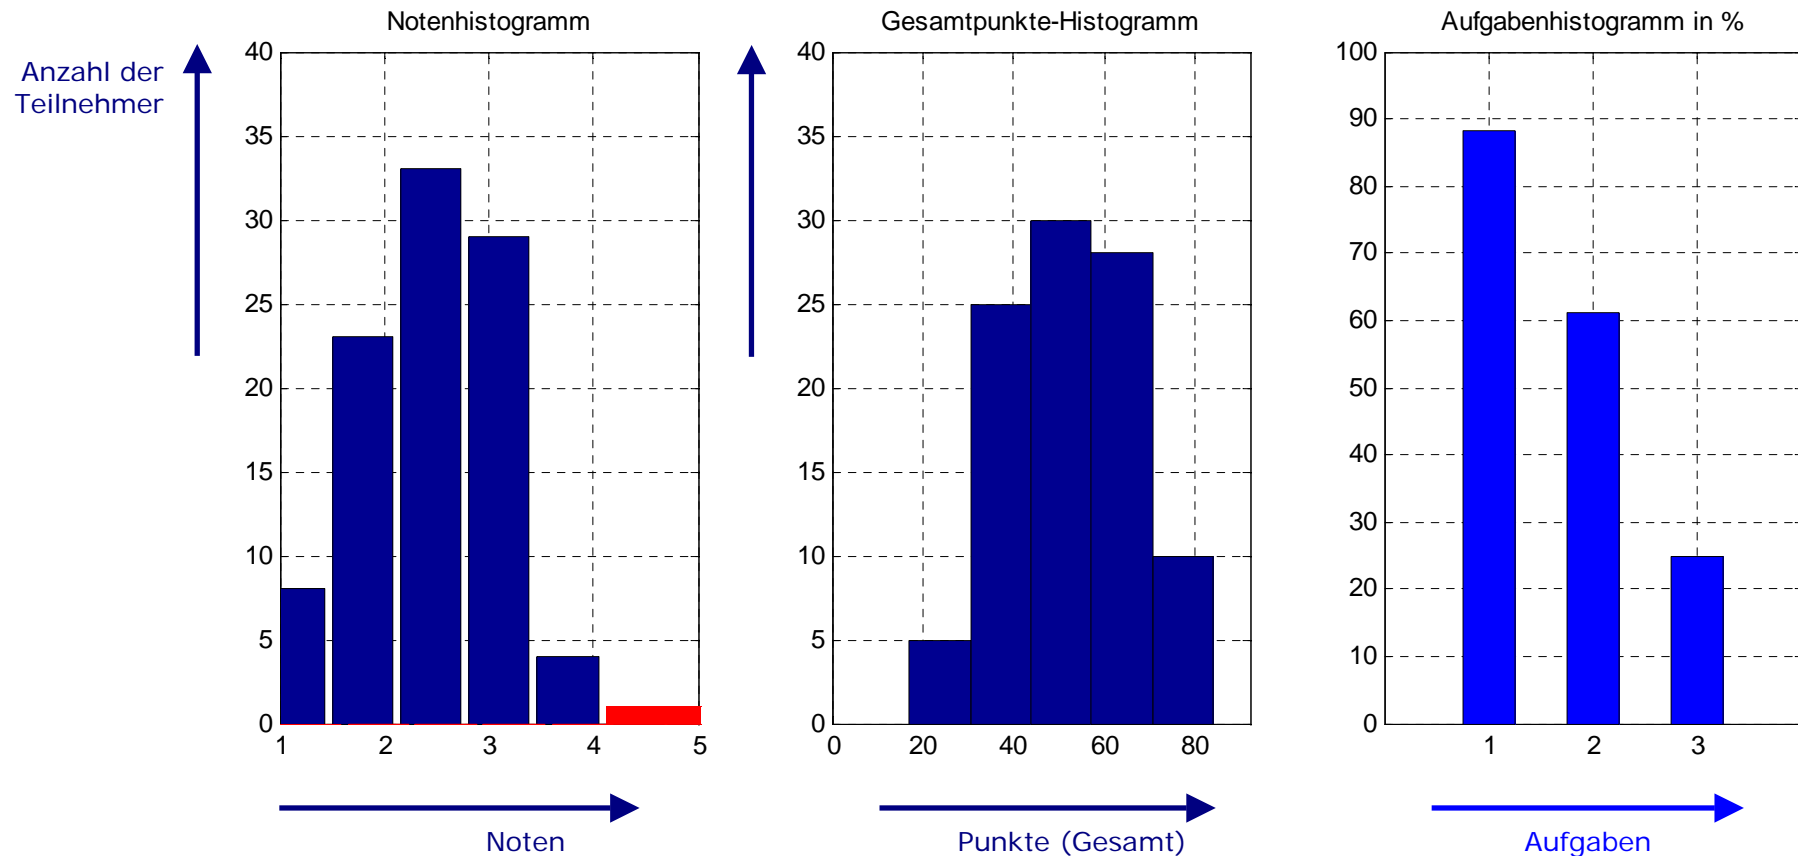 Notenhistogramm
Anzahl der
Teilnehmer
40
35
30
25
20
15
10
5
0
1 2 3 4 5
Noten
Gesamtpunkte-Histogramm
40
35
30
25
20
15
10
5
0
0 20 40 60 80
Punkte (Gesamt)
Aufgabenhistogramm in %
100
90
80
70
60
50
40
30
20
10
0
1 2 3
Aufgaben